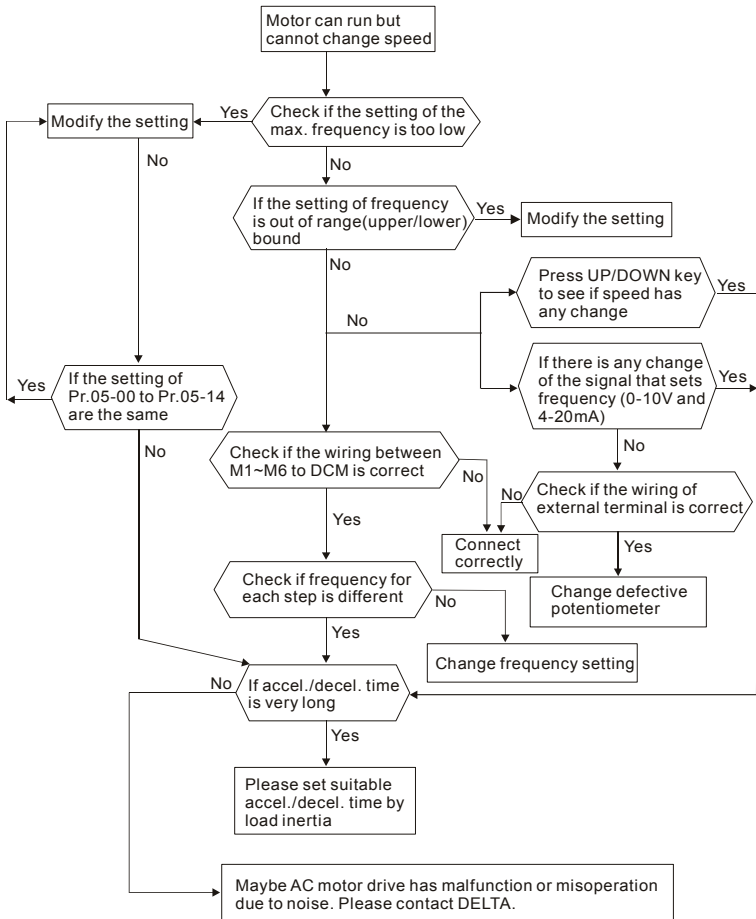 Motor can run but
cannot change speed
Modify the setting
Yes
Check if the setting of the
max. frequency is too low
No
No
If the setting of frequency
is out of range(upper/lower)
bound
Yes
Modify the setting
No
No
Press UP/DOWN key
to see if speed has
any change
Yes
If there is any change
of the signal that sets
frequency (0-10V and
4-20mA)
Yes
Yes
If the setting of
Pr.05-00 to Pr.05-14
are the same
No
No
Check if the wiring between
M1~M6 to DCM is correct
No
No
Check if the wiring of
external terminal is correct
Yes
Connect
correctly
Yes
Change defective
potentiometer
Check if frequency for
each step is different
No
Yes
Change frequency setting
No
If accel./decel. time
is very long
Yes
Please set suitable
accel./decel. time by
load inertia
Maybe AC motor drive has malfunction or misoperation
due to noise. Please contact DELTA.